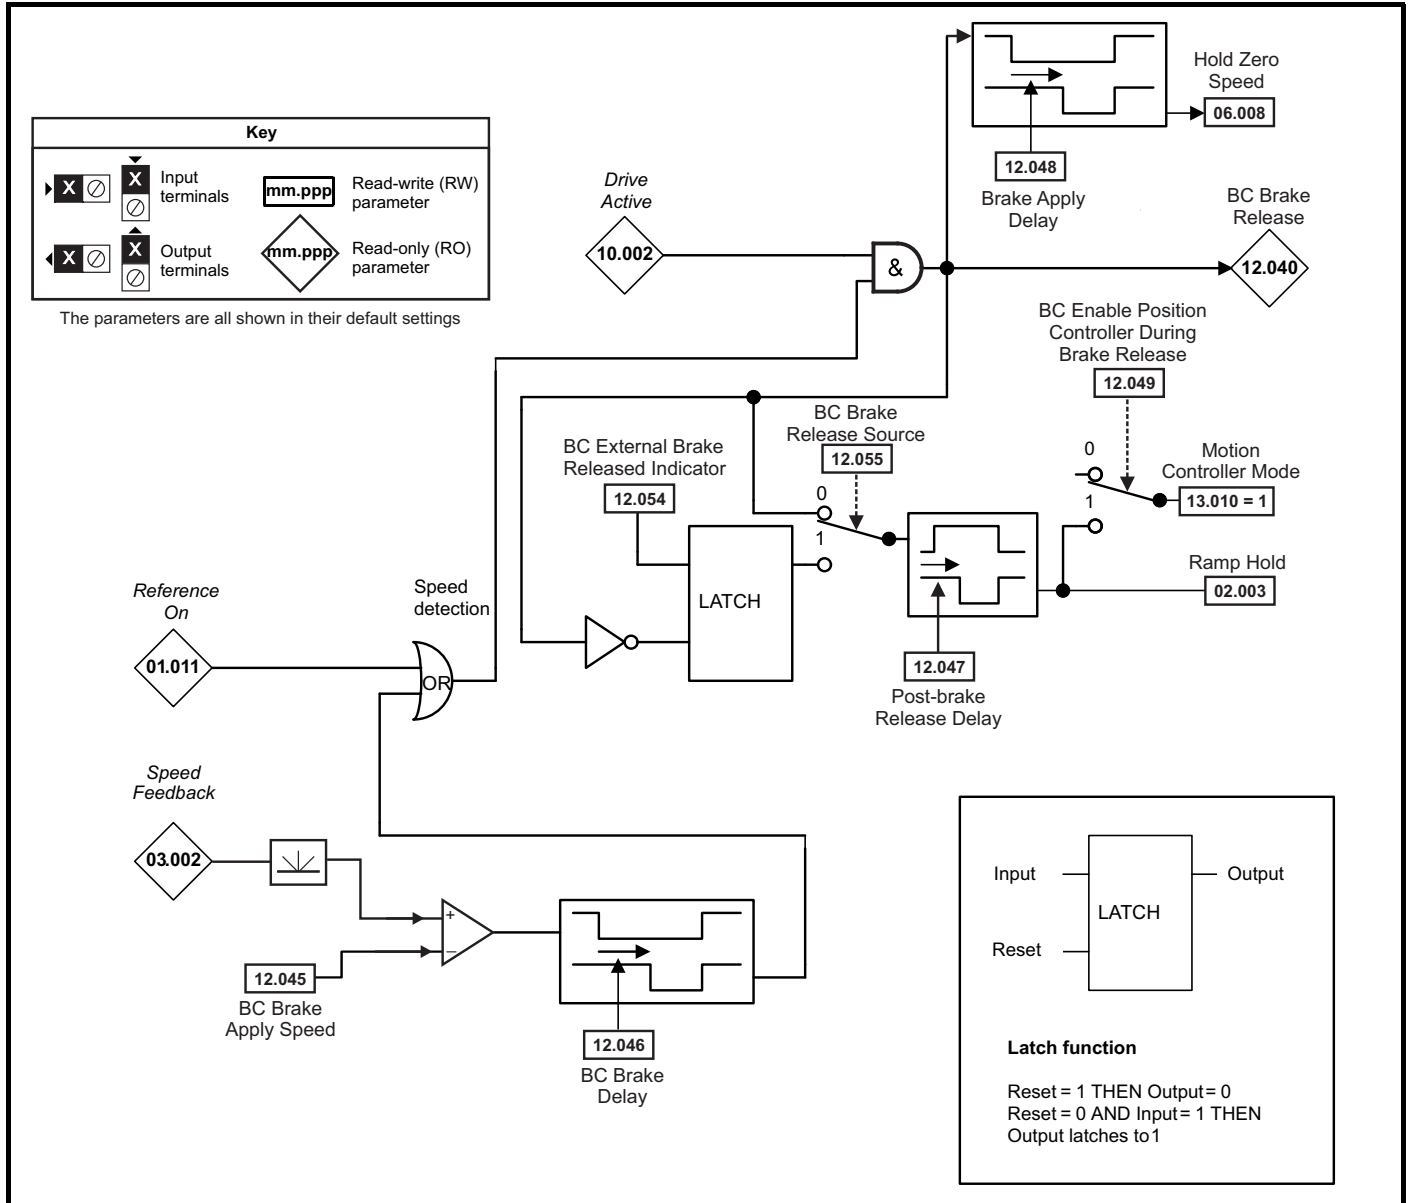 Key
X
X
Input
terminals
mm.ppp
Read-write (RW)
parameter
X
X
Output
terminals
mm.ppp
Read-only (RO)
parameter
The parameters are all shown in their default settings
Hold Zero
Speed
06.008
12.048
Brake Apply
Delay
Drive
Active
10.002
&
BC Brake
Release
12.040
BC Enable Position
Controller During
Brake Release
12.049
BC Brake
Release Source
12.055
BC External Brake
Released Indicator
12.054
0
1
0
1
Motion
Controller Mode
13.010 = 1
Ramp Hold
02.003
LATCH
12.047
Post-brake
Release Delay
Reference
On
01.011
Speed
detection
OR
Speed
Feedback
03.002
+
–
12.045
BC Brake
Apply Speed
12.046
BC Brake
Delay
Input
Output
LATCH
Reset
Latch function
Reset = 1 THEN Output = 0
Reset = 0 AND Input = 1 THEN
Output latches to 1